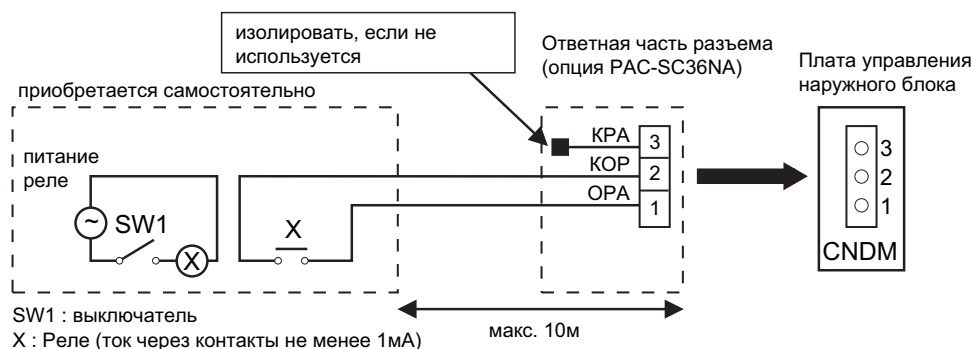 изолировать, если не
используется
Ответная часть разъема
(опция PAC-SC36NA)
Плата управления
наружного блока
приобретается самостоятельно
питание
реле
~
SW1
X
X
КРА
КОР
ОРА
3
2
1
3
2
1
CNDM
макс. 10м
SW1 : выключатель
X : Реле (ток через контакты не менее 1мА)